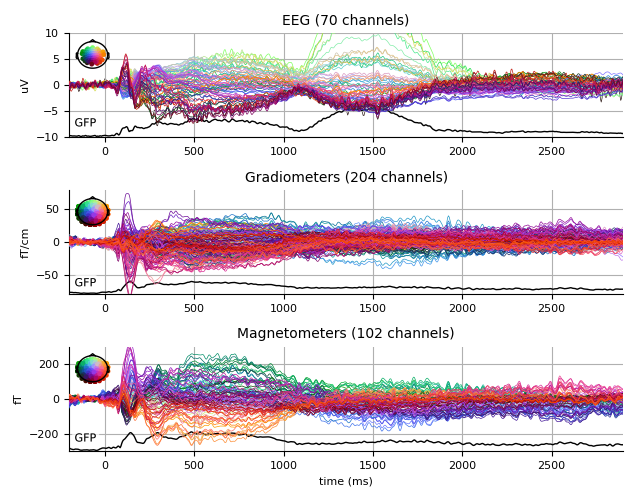 EEG (70 channels)
10
5
0
−5
−10
uV
GFP
0
500
1000
1500
2000
2500
Gradiometers (204 channels)
50
0
−50
fT/cm
GFP
0
500
1000
1500
2000
2500
Magnetometers (102 channels)
200
0
−200
fT
GFP
0
500
1000
1500
2000
2500
time (ms)